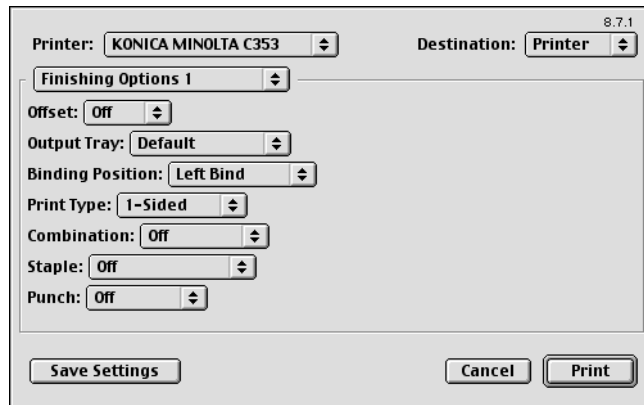 8.7.1
Printer: KONICA MINOLTA C353 Destination: Printer
Finishing Options 1
Offset: Off
Output Tray: Default
Binding Position: Left Bind
Print Type: 1-Sided
Combination: Off
Staple: Off
Punch: Off
Save Settings Cancel Print